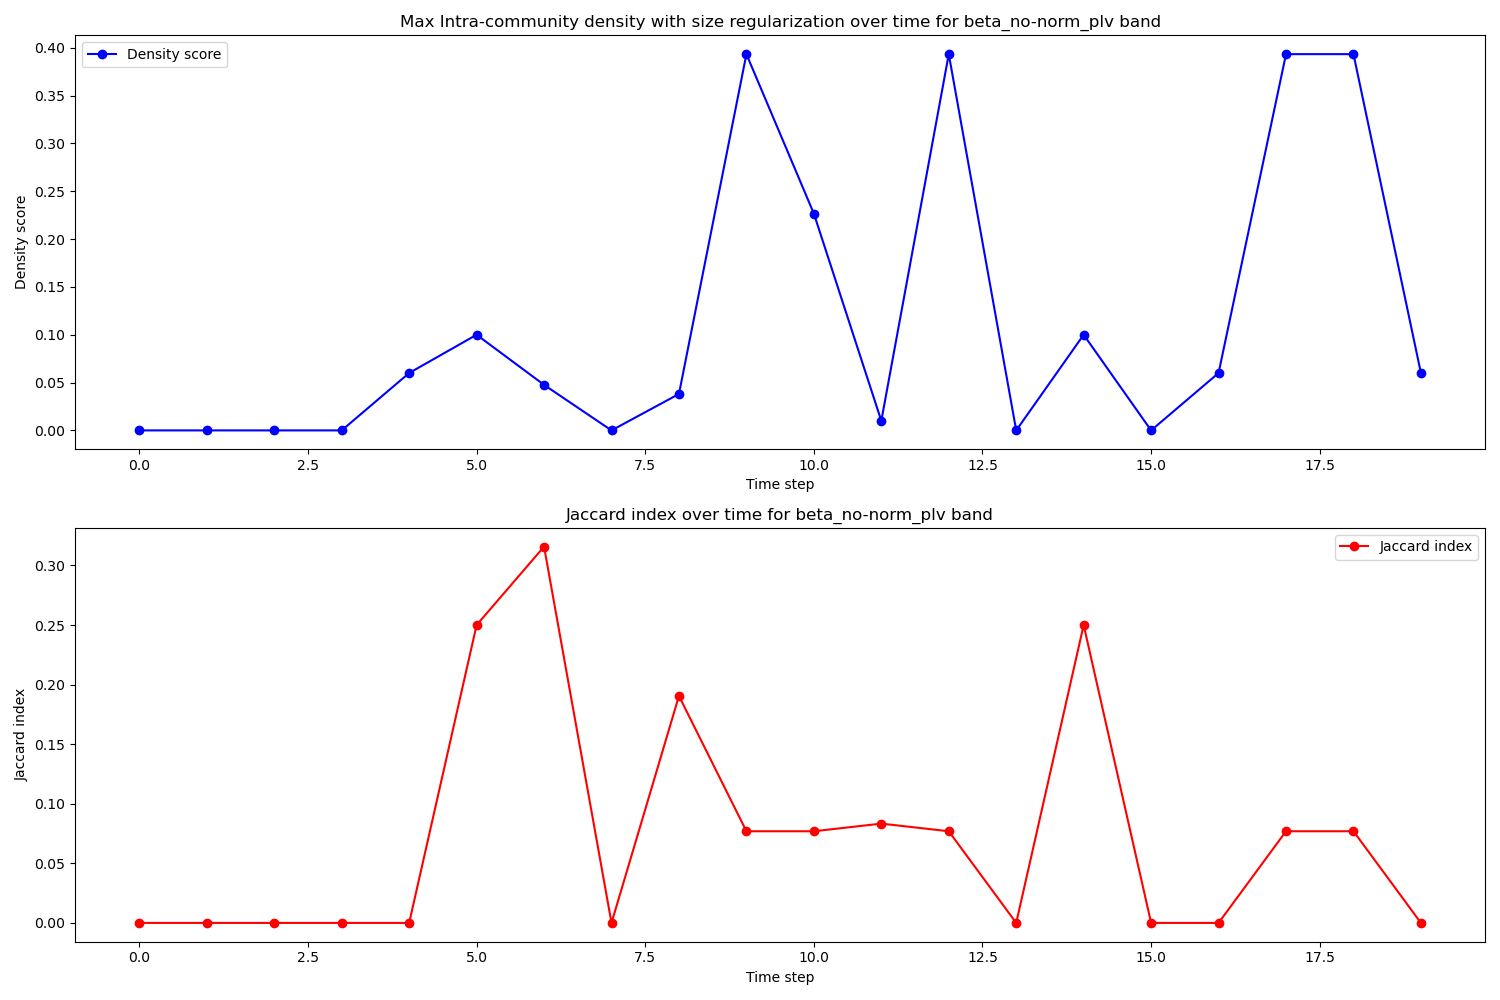 Max Intra-community density with size regularization over time for beta_no-norm_plv band
Density score
0.40
0.35
0.30
0.25
0.20
0.15
0.10
0.05
0.00
Density score
0.0 2.5 5.0 7.5 10.0 12.5 15.0 17.5
Time step
Jaccard index over time for beta_no-norm_plv band
Jaccard index
0.30
0.25
0.20
0.15
0.10
0.05
0.00
Jaccard index
0.0 2.5 5.0 7.5 10.0 12.5 15.0 17.5
Time step